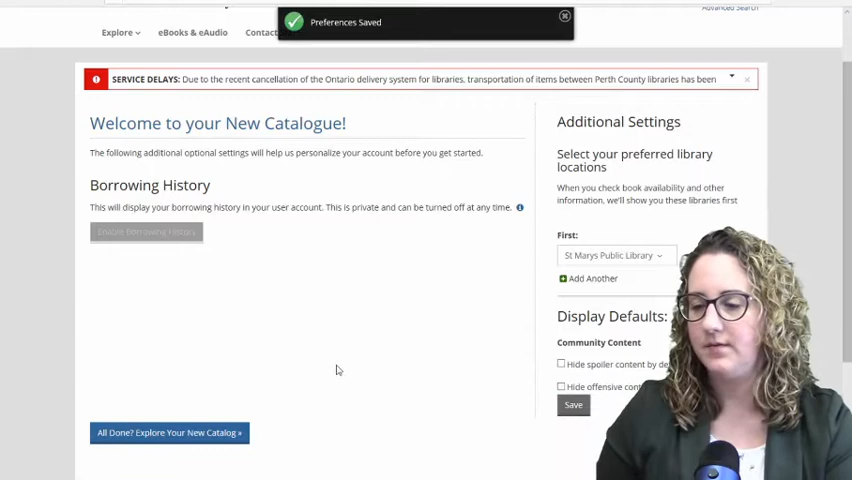 Advanced Search
Preferences Saved
Explore
eBooks & eAudio
SERVICE DELAYS: Due to the recent cancellation of the Ontario delivery system for libraries, transportation of items between Perth County libraries has been
Welcome to your New Catalogue!
The following additional optional settings will help us personalize your account before you get started.
Borrowing History
This will display your borrowing history in your user account. This is private and can be turned off at any time.
Enable Borrowing History
All Done? Explore Your New Catalog »
Additional Settings
Select your preferred library
locations
When you check book availability and other
information, we'll show you these libraries first
First:
St Marys Public Library
Add Another
Display Defaults:
Community Content
Hide spoiler content by
Hide offensive
Save